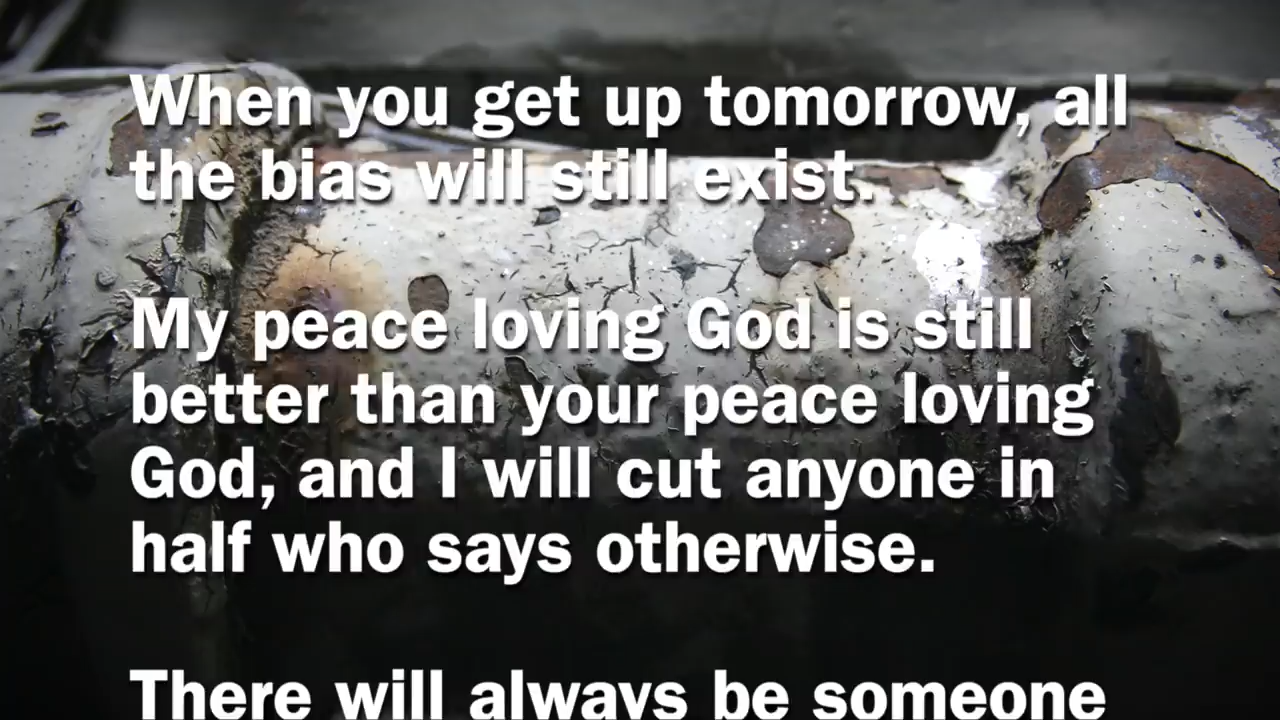 When you get up tomorrow, all
the bias will still exist.
My peace loving God is still
better than your peace loving
God, and I will cut anyone in
half who says otherwise.
There will always be someone